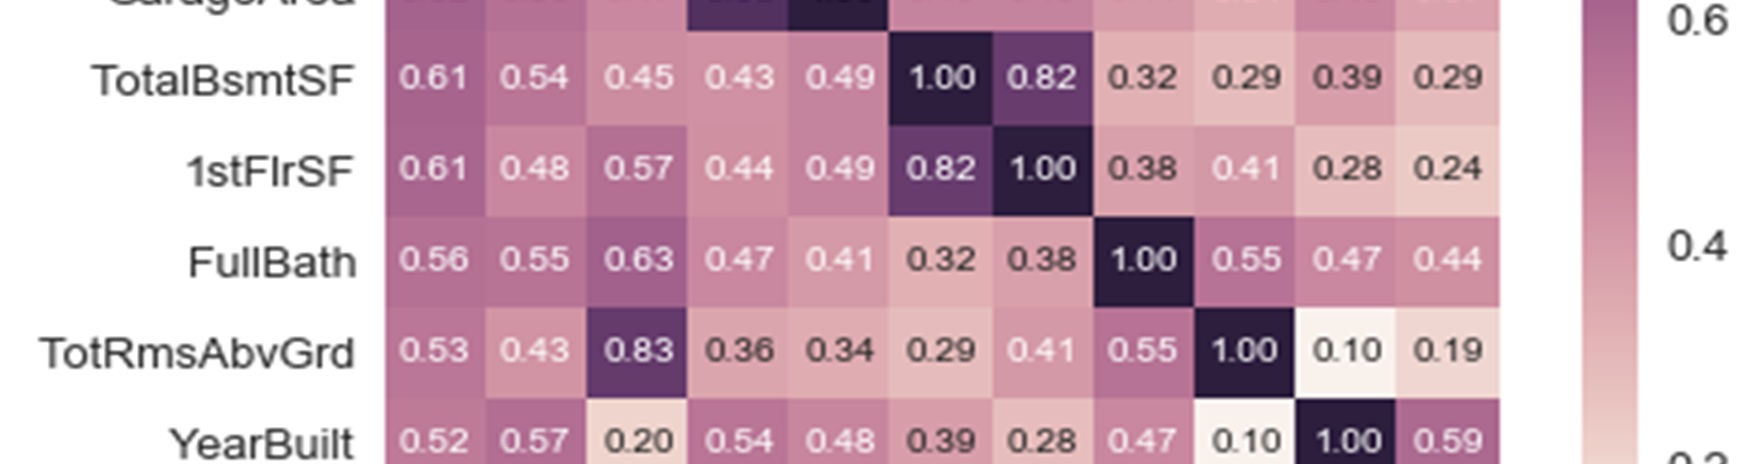 GarageArea
0.6
TotalBsmtSF 0.61 0.54 0.45 0.43 0.49 1.00 0.82 0.32 0.29 0.39 0.29
1stFlrSF 0.61 0.48 0.57 0.44 0.49 0.82 1.00 0.38 0.41 0.28 0.24
FullBath 0.56 0.55 0.63 0.47 0.41 0.32 0.38 1.00 0.55 0.47 0.44
0.4
TotRmsAbvGrd 0.53 0.43 0.83 0.36 0.34 0.29 0.41 0.55 1.00 0.10 0.19
YearBuilt 0.52 0.57 0.20 0.54 0.48 0.39 0.28 0.47 0.10 1.00 0.59